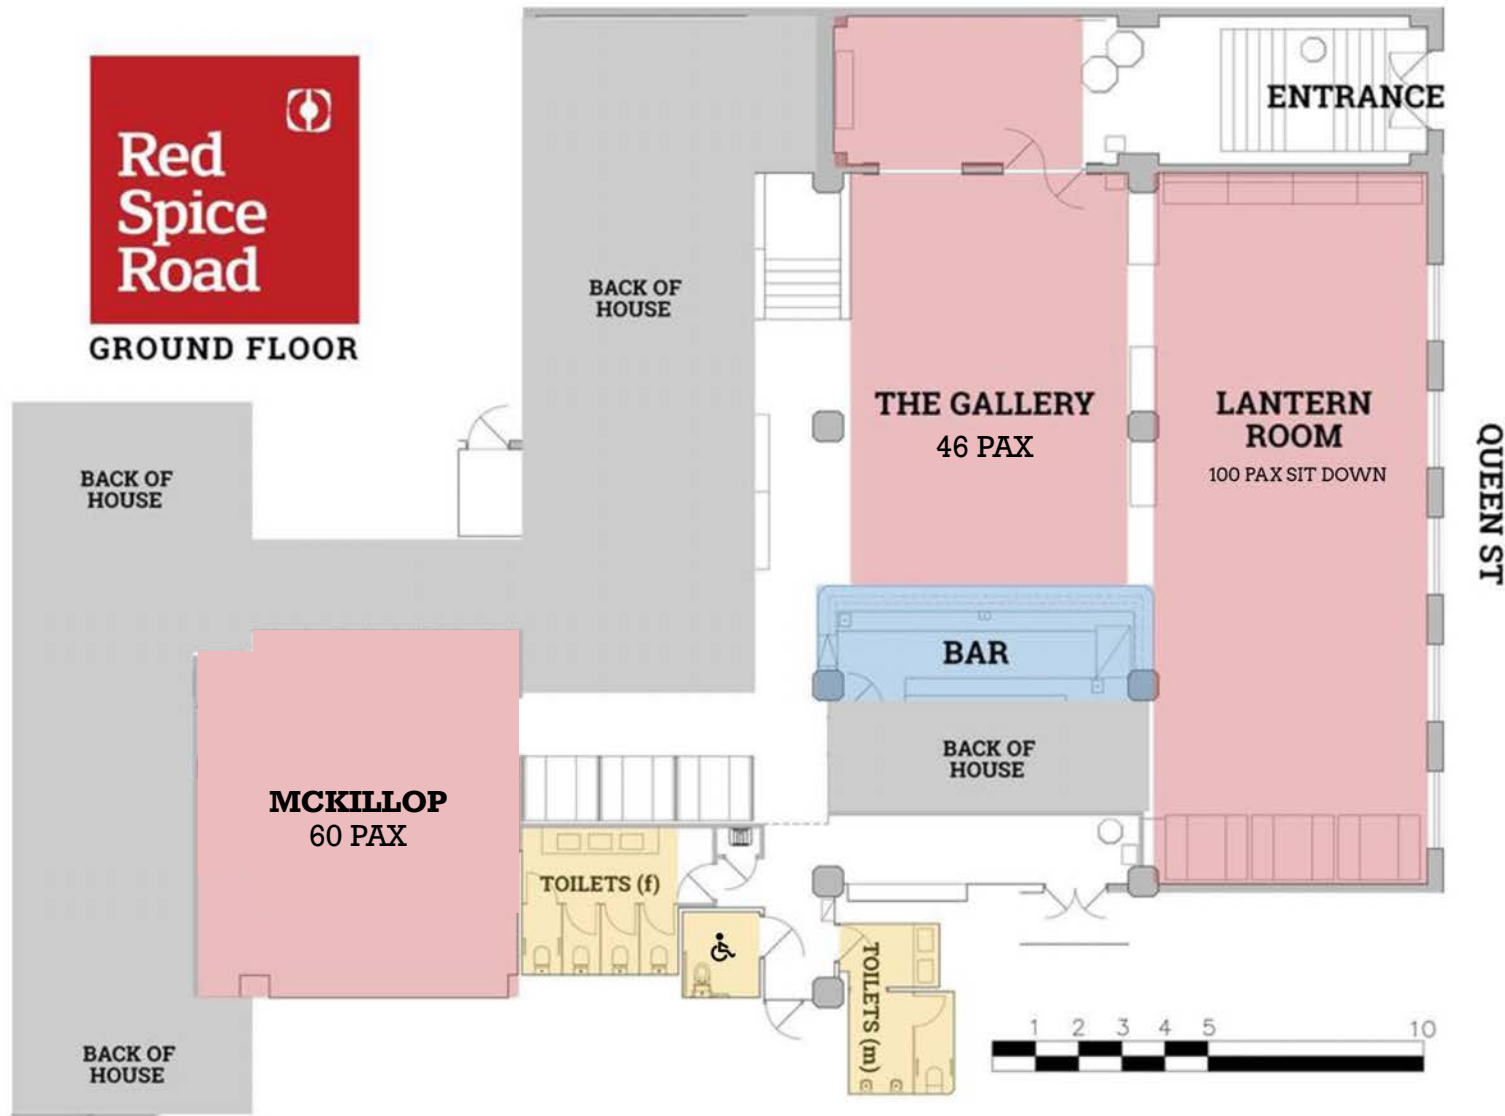 Red
Spice
Road
GROUND FLOOR
ENTRANCE
BACK OF
HOUSE
THE GALLERY
46 PAX
LANTERN
ROOM
100 PAX SIT DOWN
QUEEN ST
BACK OF
HOUSE
BAR
BACK OF
HOUSE
MCKILLOP
60 PAX
TOILETS (f)
TOILETS (m)
BACK OF
HOUSE
1 2 3 4 5 10